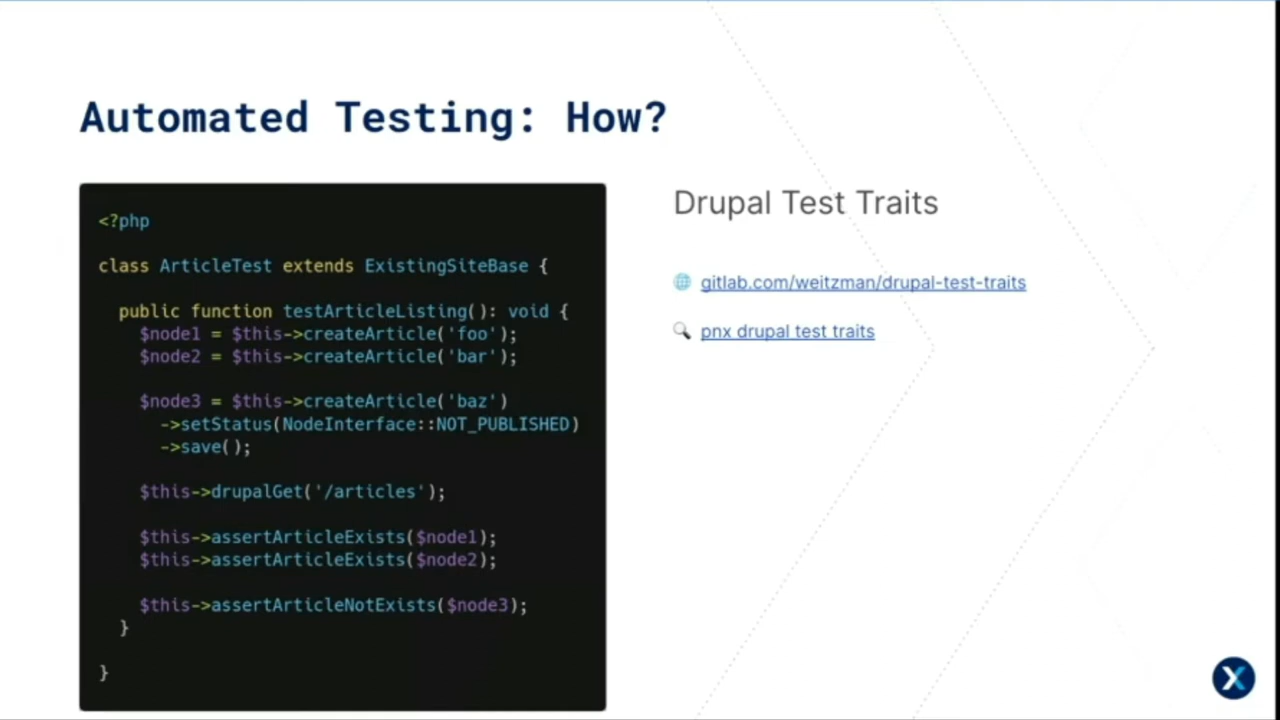 Automated Testing: How?
<?php
class ArticleTest extends ExistingSiteBase {
public function testArticleListing(): void {
$node1 = $this->createArticle('foo');
$node2 = $this->createArticle('bar');
$node3 = $this->createArticle('baz')
->setStatus(NodeInterface::NOT_PUBLISHED)
->save();
$this->drupalGet('/articles');
$this->assertArticleExists($node1);
$this->assertArticleExists($node2);
$this->assertArticleNotExists($node3);
}
}
Drupal Test Traits
gitlab.com/weitzman/drupal-test-traits
pnx drupal test traits